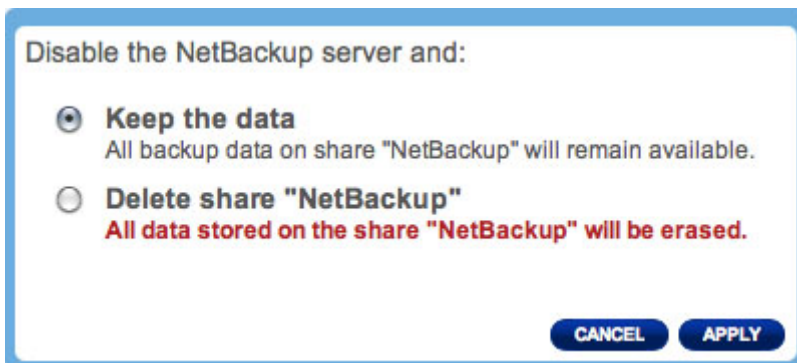 Disable the NetBackup server and:
Keep the data
All backup data on share "NetBackup" will remain available.
Delete share "NetBackup"
All data stored on the share "NetBackup" will be erased.
CANCEL APPLY